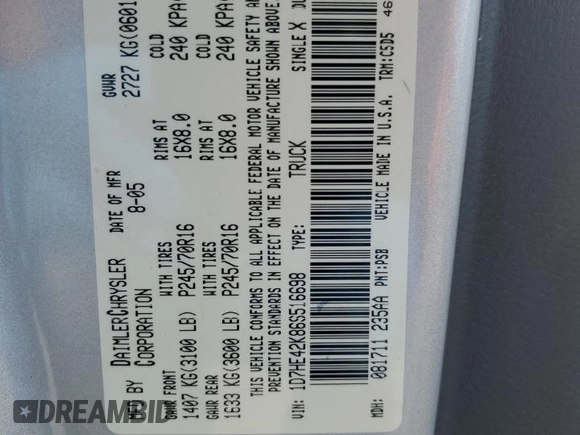 MFD BY DAIMLERCHRYSLER CORPORATION DATE OF MFR 8-05 GVWR 2727 KG(0601
GAWR FRONT WITH TIRES RIMS AT COLD
1407 KG(3100 LB) P245/70R16 16X8.0 240 KPA
GAWR REAR WITH TIRES RIMS AT COLD
1633 KG(3600 LB) P245/70R16 16X8.0 240 KPA
THIS VEHICLE CONFORMS TO ALL APPLICABLE FEDERAL MOTOR VEHICLE SAFETY
PREVENTION STANDARDS IN EFFECT ON THE DATE OF MANUFACTURE SHOWN ABOVE.
VIN: 1D7HE42K86S516698 TYPE: TRUCK SINGLE X
MDH: 081711 235AA PNT:PSB VEHICLE MADE IN U.S.A. TRM:C5D5
46
DREAMBID